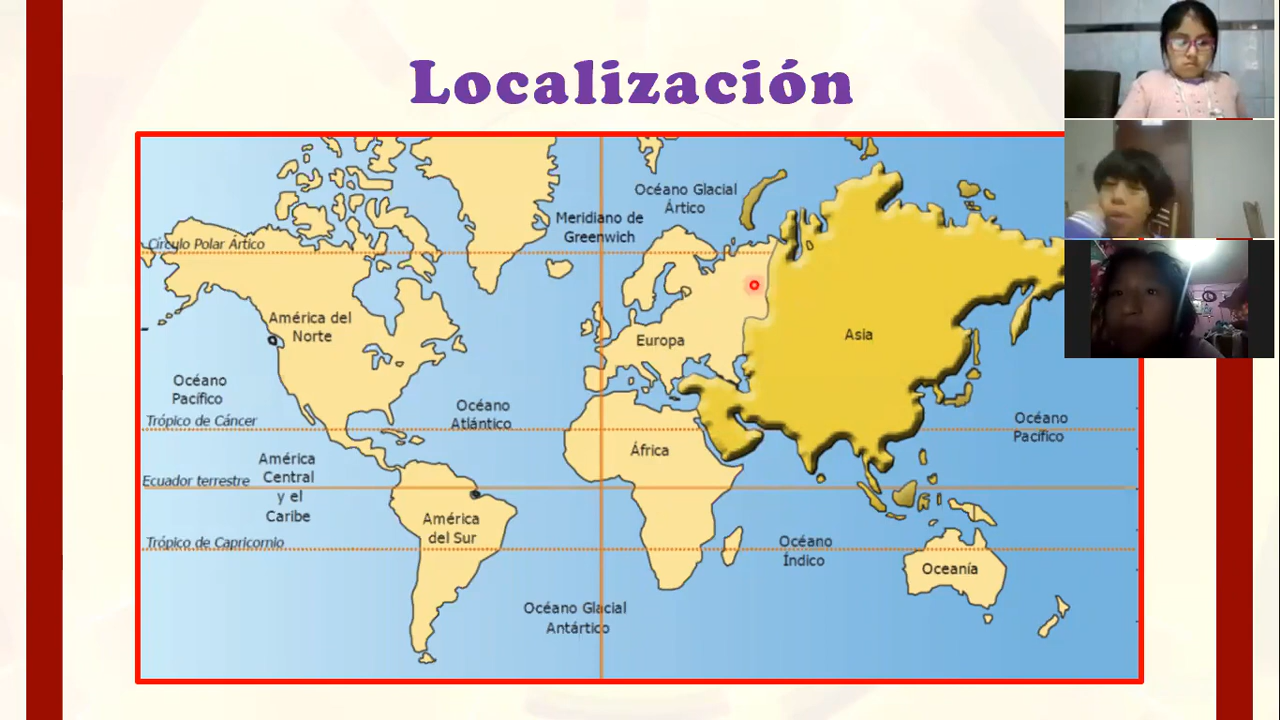 Localización
Océano Glacial
Ártico
Meridiano de
Greenwich
Círculo Polar Ártico
América del
Norte
Europa
Asia
Océano
Pacífico
Océano
Atlántico
Trópico de Cáncer
Océano
Pacífico
África
América
Central
y el
Caribe
Ecuador terrestre
América
del Sur
Trópico de Capricornio
Océano
Índico
Oceanía
Océano Glacial
Antártico